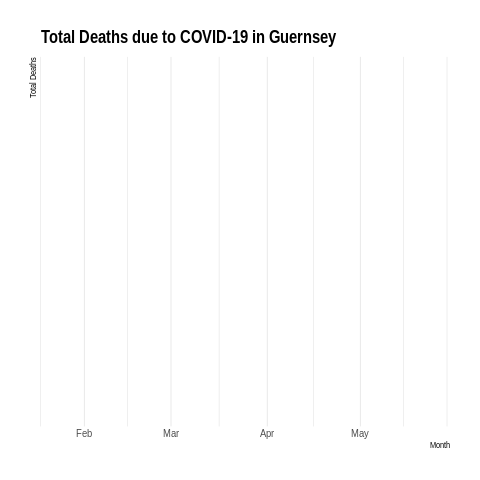 Total Deaths due to COVID-19 in Guernsey
Total Deaths
Feb Mar Apr May
Month